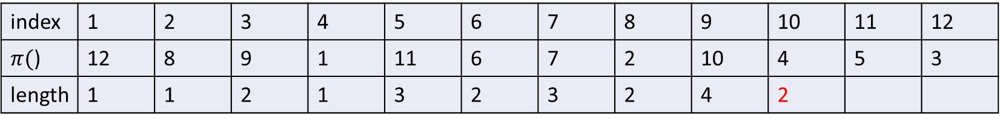 index 1 2 3 4 5 6 7 8 9 10 11 12
π() 12 8 9 1 11 6 7 2 10 4 5 3
length 1 1 2 1 3 2 3 2 4 2